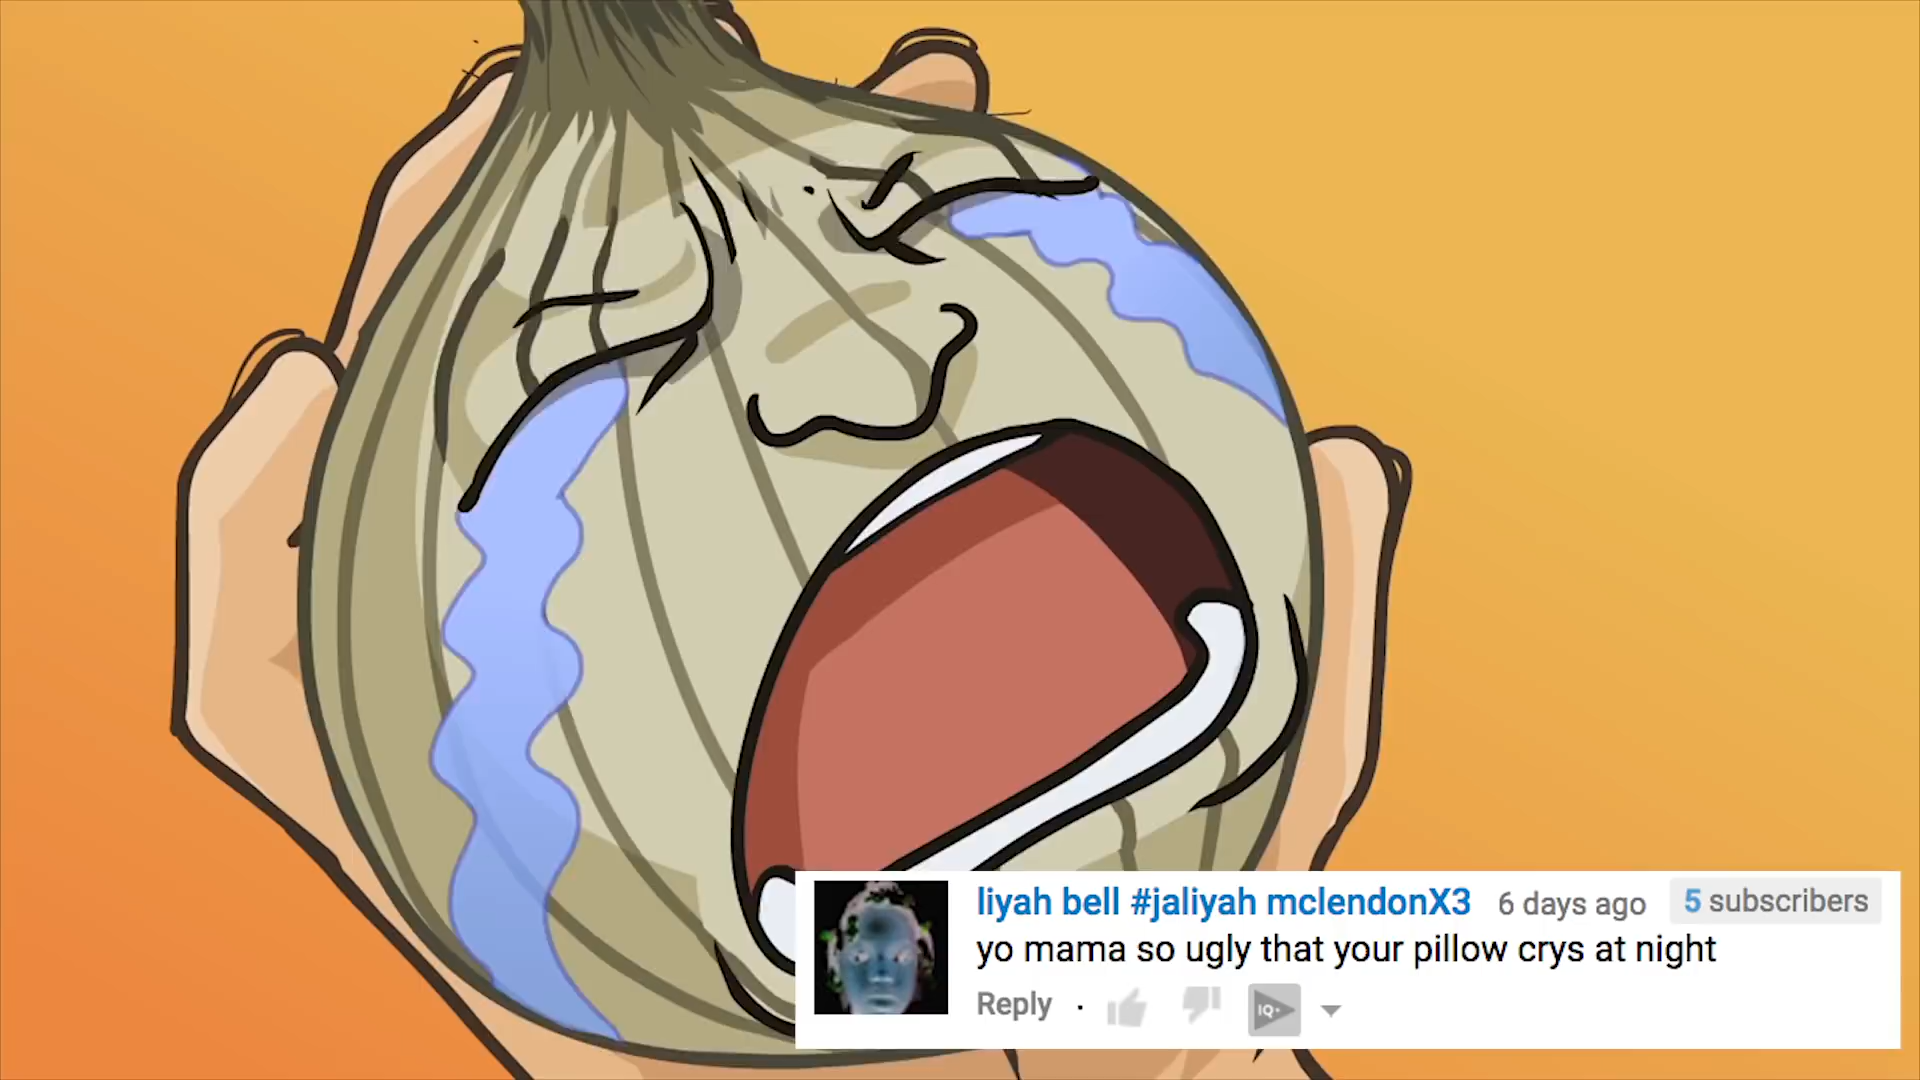 liyah bell #jaliyah mclendonX3 6 days ago 5 subscribers
yo mama so ugly that your pillow crys at night
Reply ·
IQ